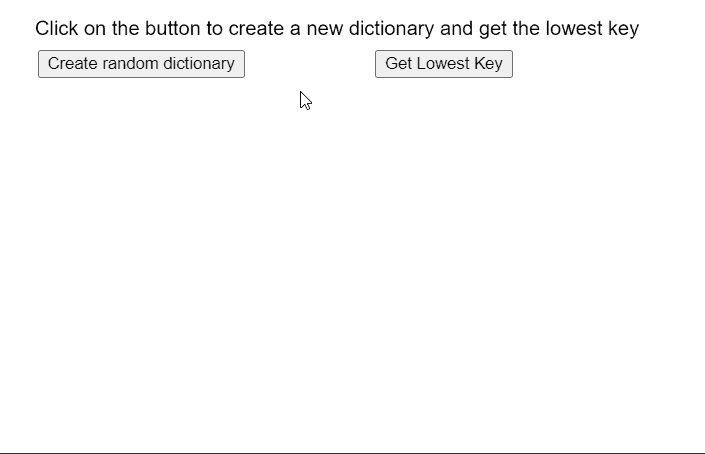 Click on the button to create a new dictionary and get the lowest key
Create random dictionary Get Lowest Key